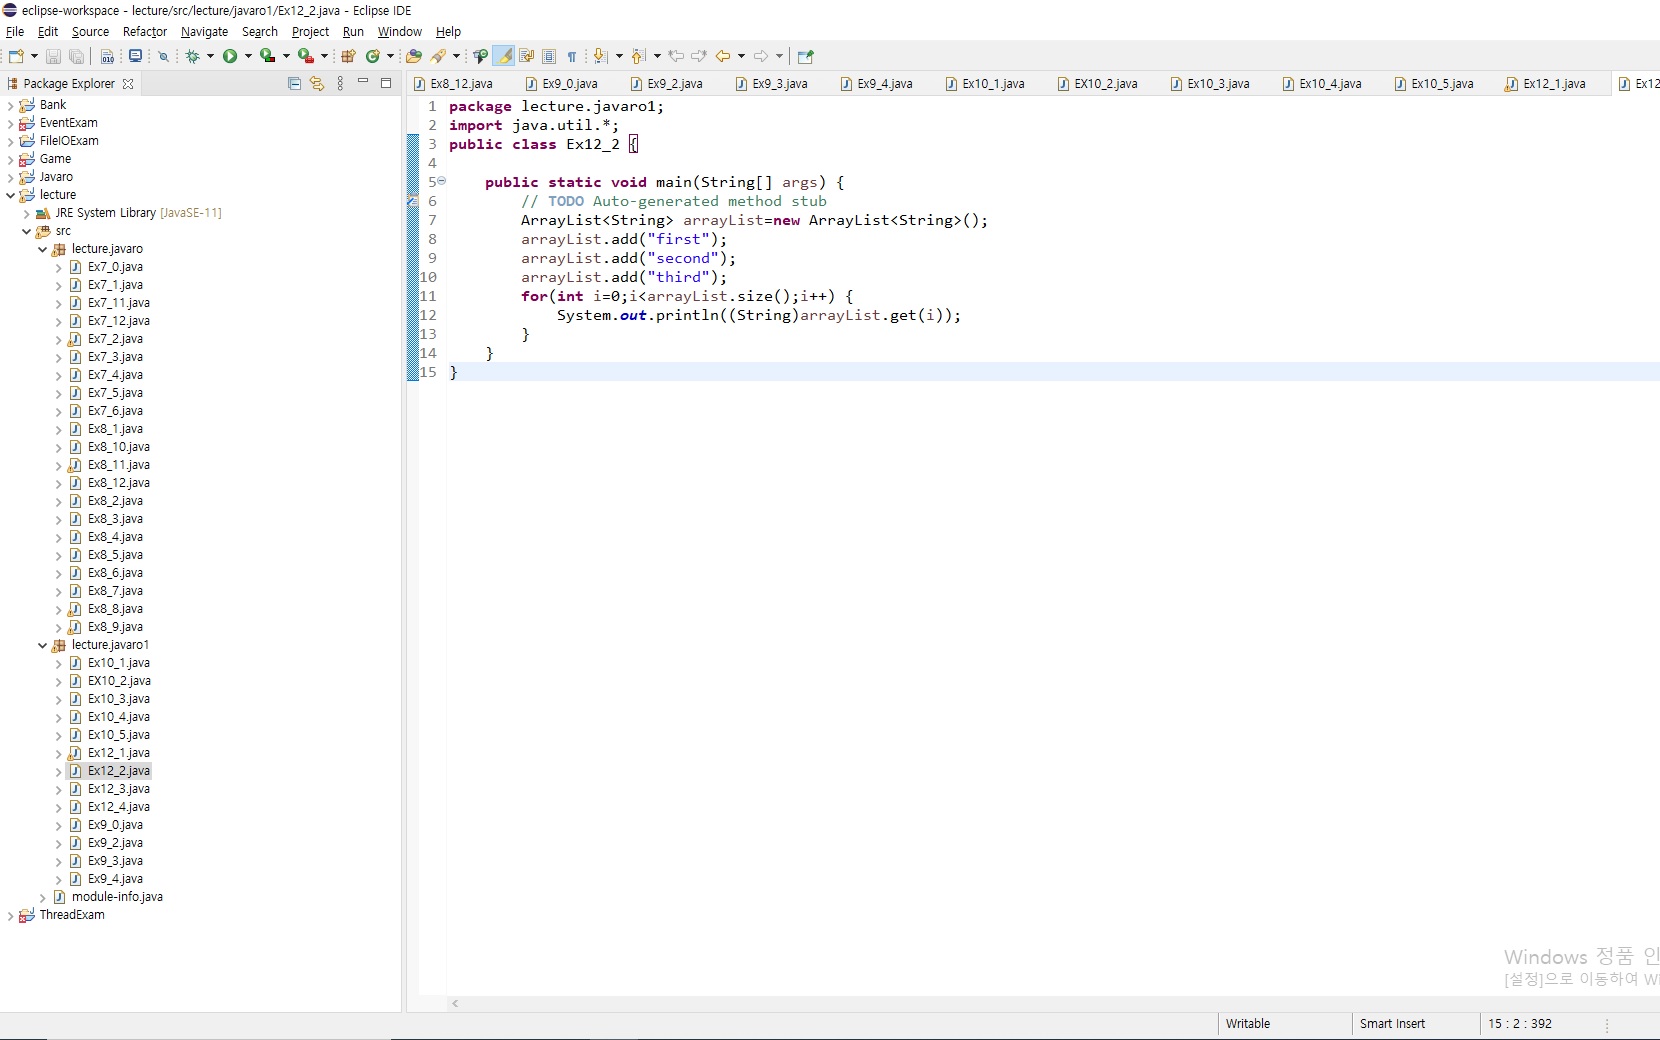 eclipse-workspace - lecture/src/lecture/javaro1/Ex12_2.java - Eclipse IDE
File Edit Source Refactor Navigate Search Project Run Window Help
Package Explorer
Bank
EventExam
FileIOExam
Game
Javaro
lecture
JRE System Library [JavaSE-11]
src
lecture.javaro
Ex7_0.java
Ex7_1.java
Ex7_11.java
Ex7_12.java
Ex7_2.java
Ex7_3.java
Ex7_4.java
Ex7_5.java
Ex7_6.java
Ex8_1.java
Ex8_10.java
Ex8_11.java
Ex8_12.java
Ex8_2.java
Ex8_3.java
Ex8_4.java
Ex8_5.java
Ex8_6.java
Ex8_7.java
Ex8_8.java
Ex8_9.java
lecture.javaro1
Ex10_1.java
EX10_2.java
Ex10_3.java
Ex10_4.java
Ex10_5.java
Ex12_1.java
Ex12_2.java
Ex12_3.java
Ex12_4.java
Ex9_0.java
Ex9_2.java
Ex9_3.java
Ex9_4.java
module-info.java
ThreadExam
Ex8_12.java Ex9_0.java Ex9_2.java Ex9_3.java Ex9_4.java Ex10_1.java EX10_2.java Ex10_3.java Ex10_4.java Ex10_5.java Ex12_1.java Ex12
1 package lecture.javaro1;
2 import java.util.*;
3 public class Ex12_2 {
4
5 public static void main(String[] args) {
6 // TODO Auto-generated method stub
7 ArrayList<String> arrayList=new ArrayList<String>();
8 arrayList.add("first");
9 arrayList.add("second");
10 arrayList.add("third");
11 for(int i=0;i<arrayList.size();i++) {
12 System.out.println((String)arrayList.get(i));
13 }
14 }
15 }
Windows 정품 인
[설정]으로 이동하여 Wi
Writable Smart Insert 15 : 2 : 392